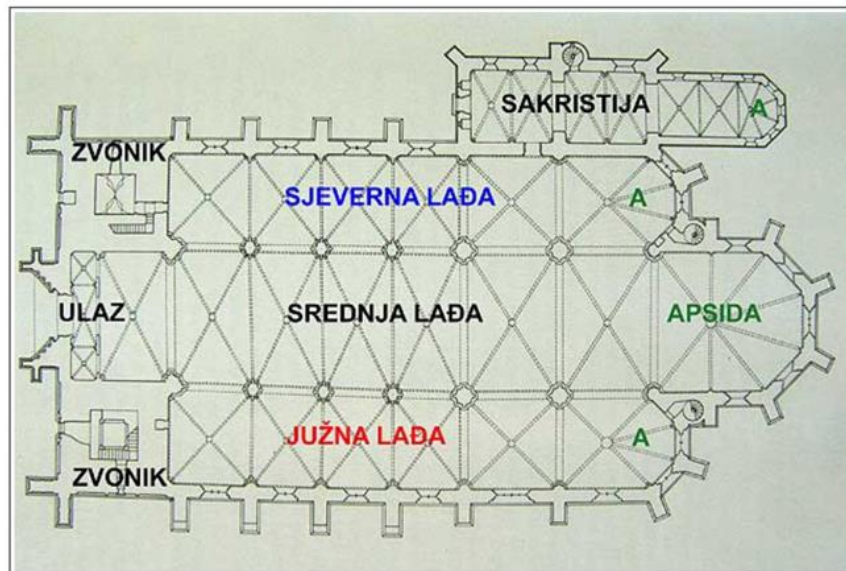 SAKRISTIJA
A
ZVONIK
SJEVERNA LAĐA
A
ULAZ
SREDNJA LAĐA
APSIDA
JUŽNA LAĐA
A
ZVONIK